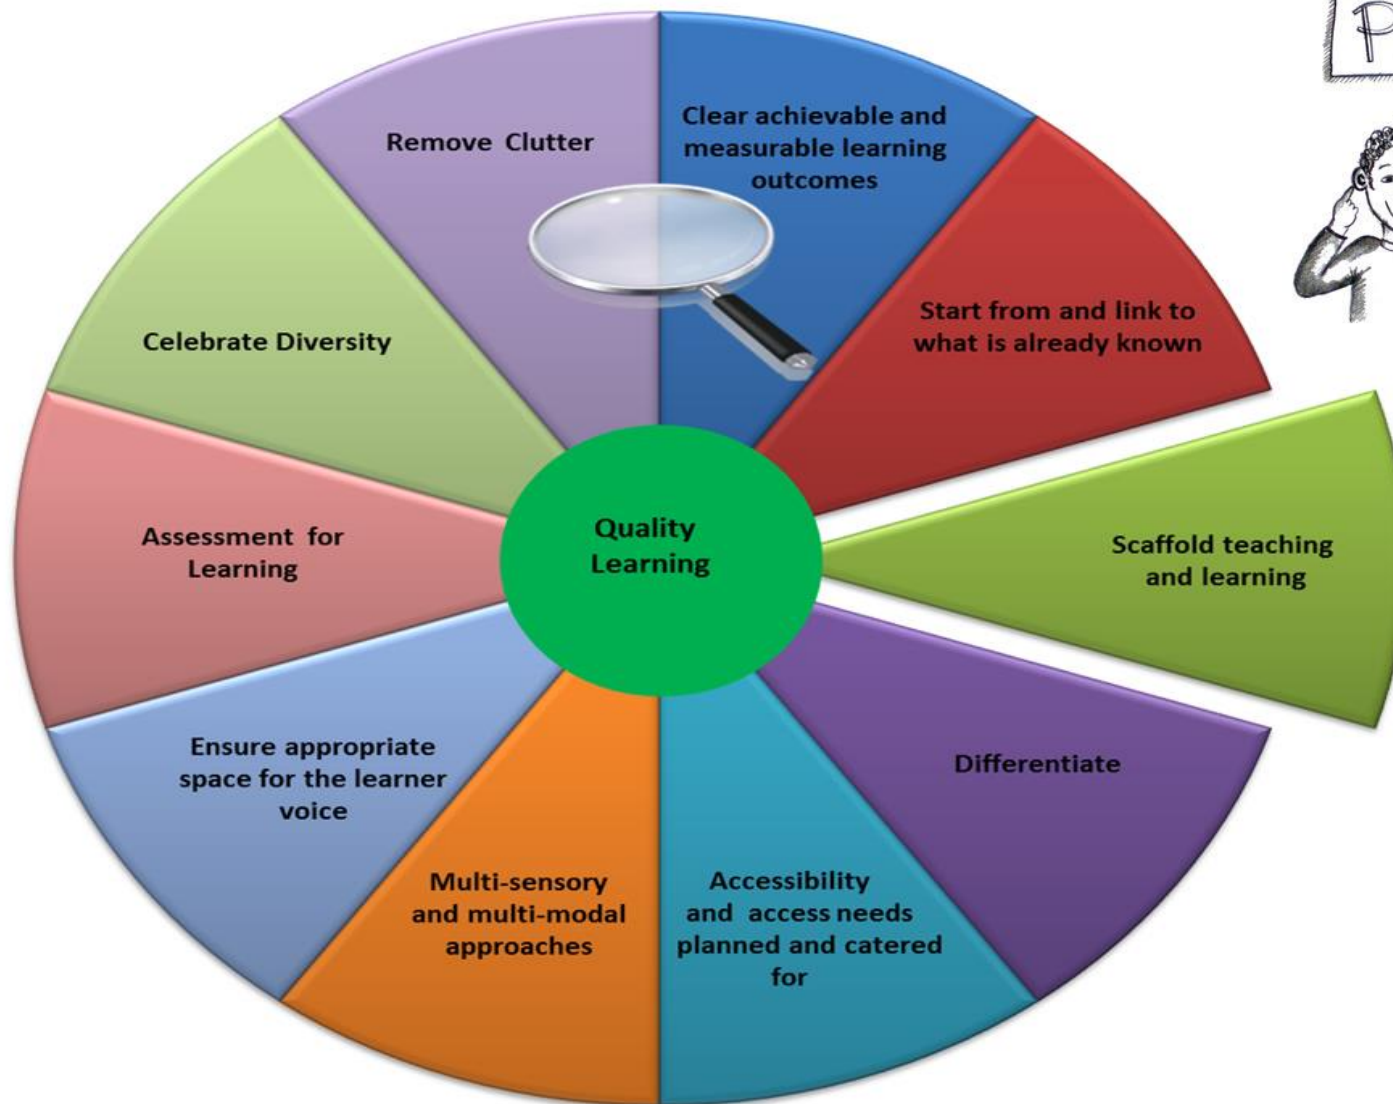 Remove Clutter
Clear achievable and
measurable learning
outcomes
Start from and link to
what is already known
Scaffold teaching
and learning
Differentiate
Accessibility
and access needs
planned and catered
for
Multi-sensory
and multi-modal
approaches
Ensure appropriate
space for the learner
voice
Assessment for
Learning
Celebrate Diversity
Quality
Learning